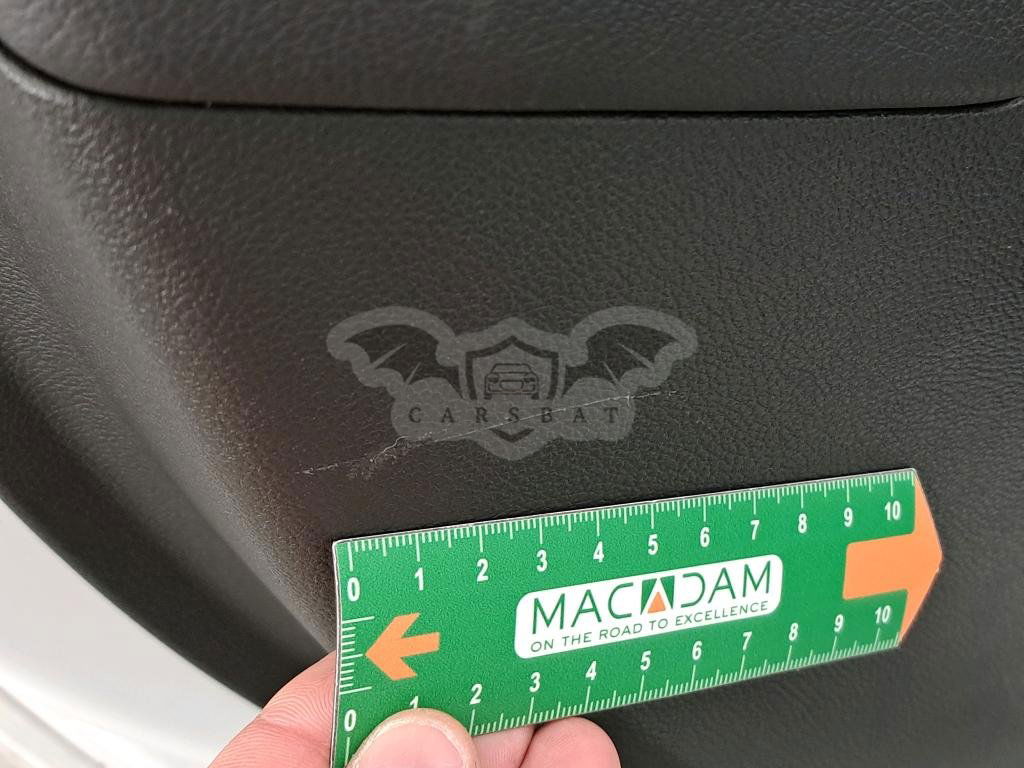 CARSBAT
0 1 2 3 4 5 6 7 8 9 10
MACADAM
ON THE ROAD TO EXCELLENCE
0 1 2 3 4 5 6 7 8 9 10